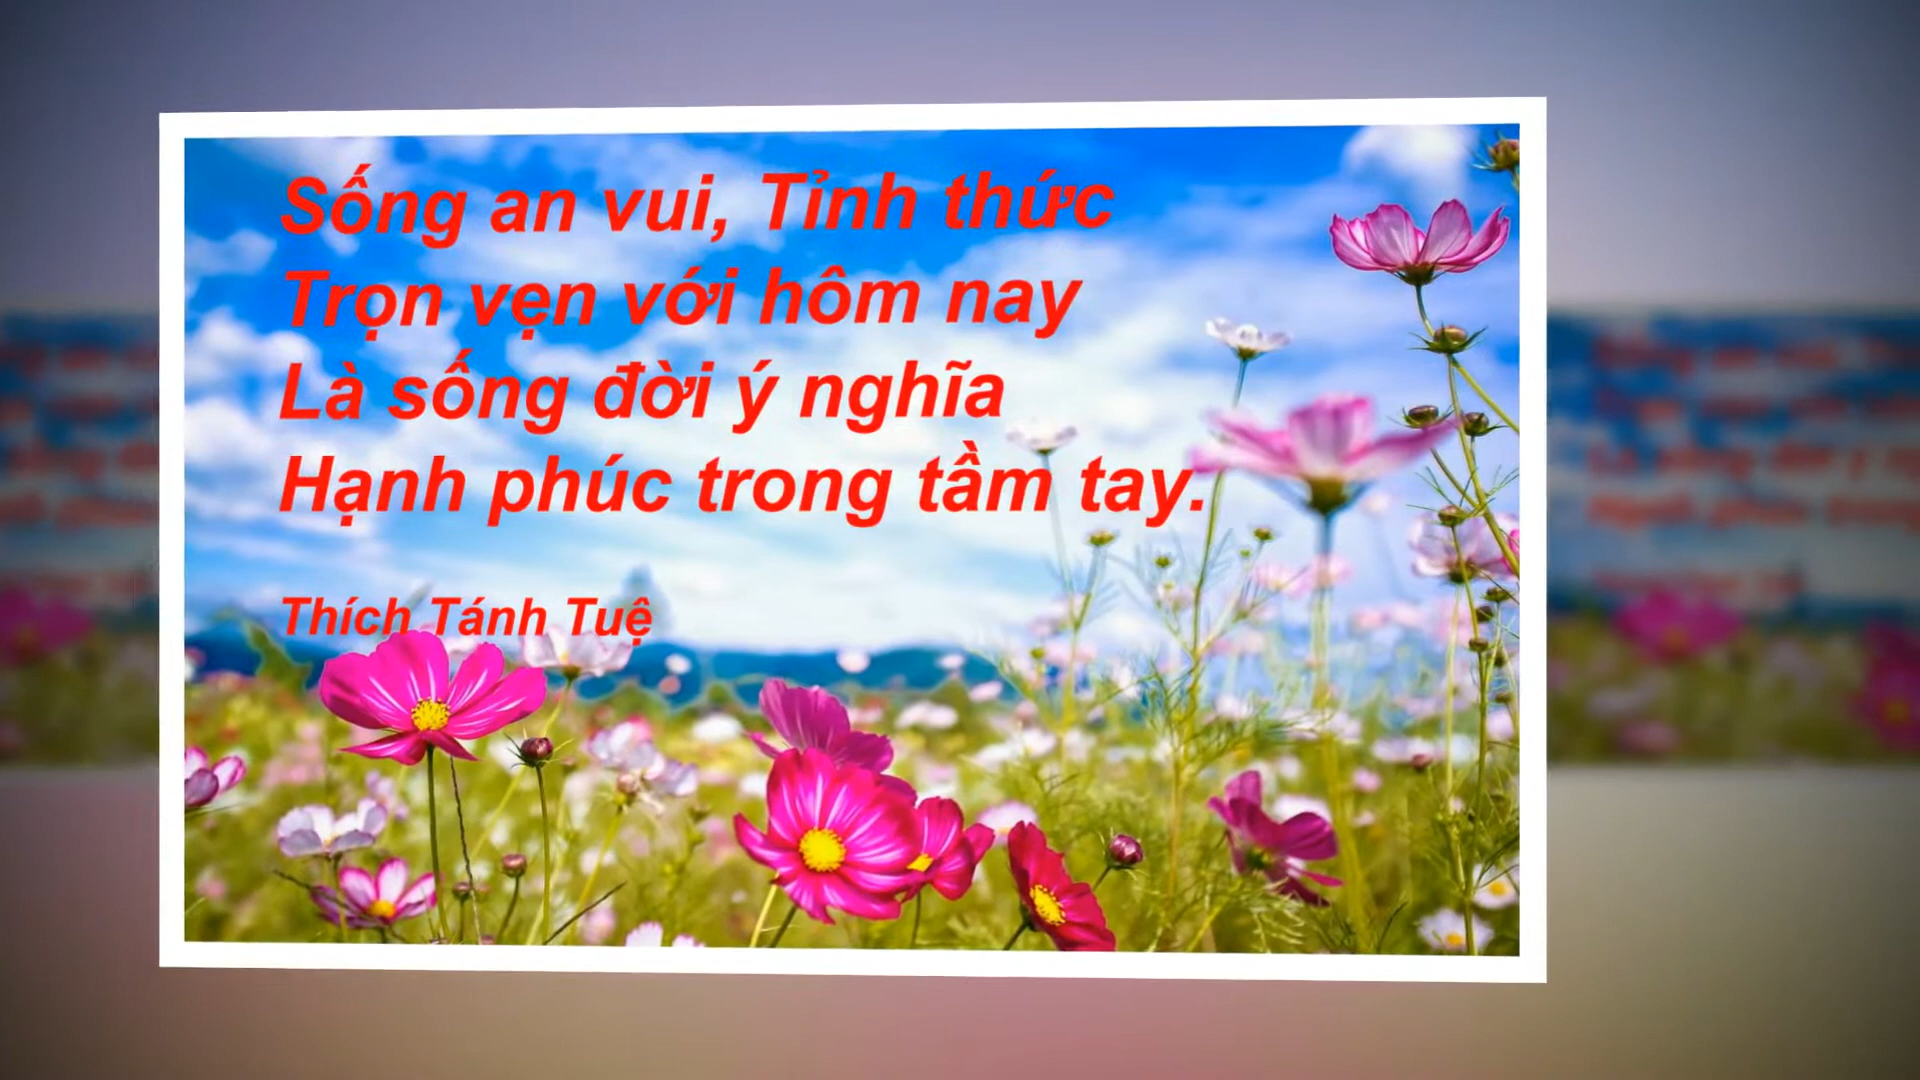 Sống an vui, Tỉnh thức
Trọn vẹn với hôm nay
Là sống đời ý nghĩa
Hạnh phúc trong tầm tay.
Thích Tánh Tuệ